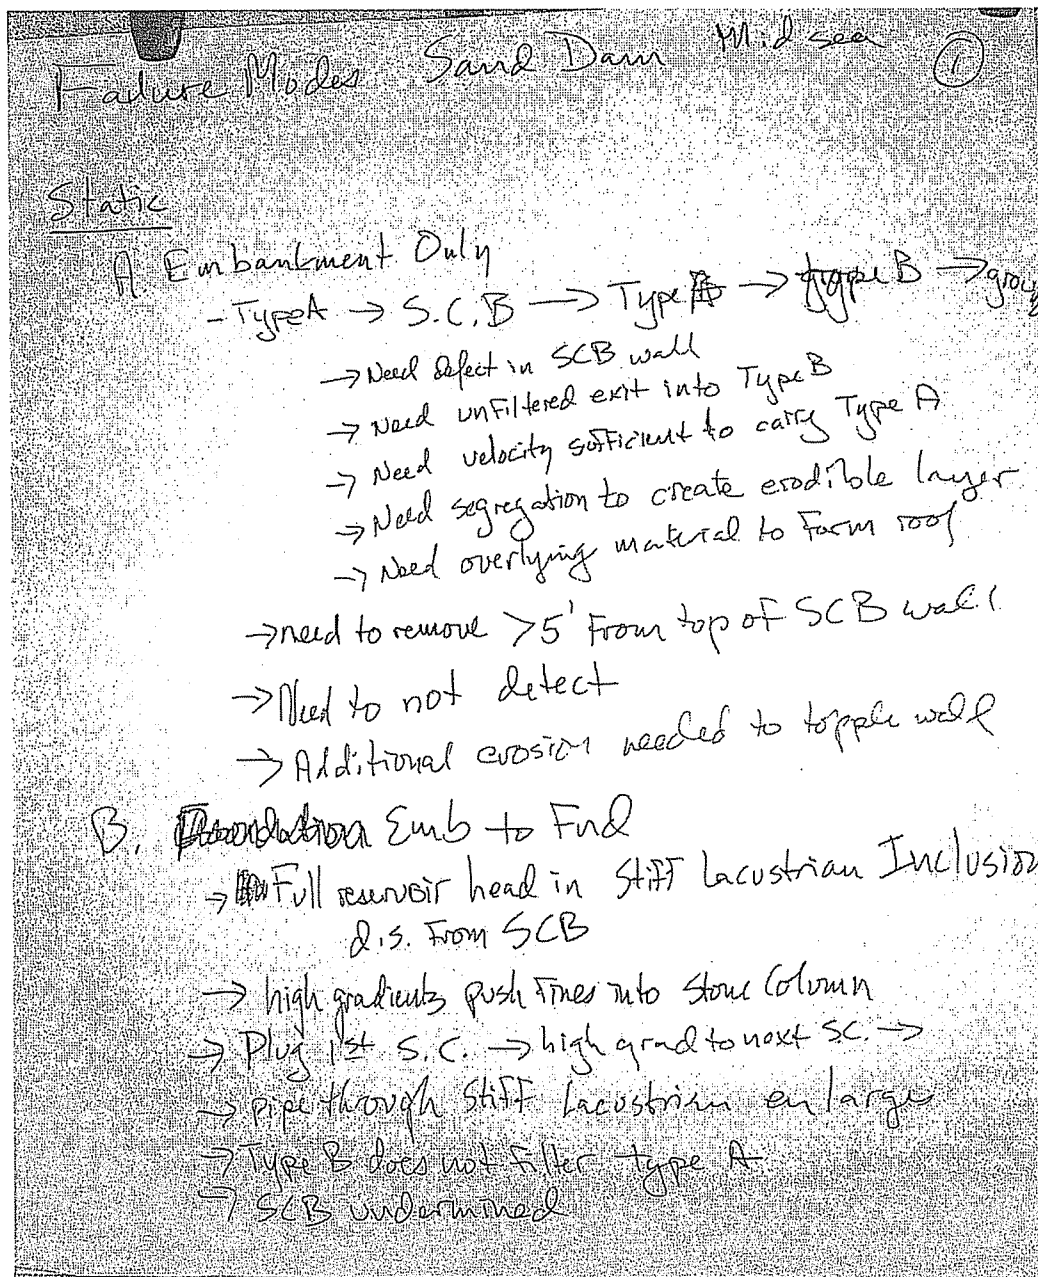 Failure Modes Sand Dam Midsea ①
Static
A Embankment Only
- Type A → S.C.B → Type A → type B → grou
→ Need defect in SCB wall
→ Need unfiltered exit into Type B
→ Need velocity sufficient to carry Type A
→ Need segregation to create erodible layer
→ Need overlying material to form roof
→ need to remove >5' from top of SCB wall
→ Need to not detect
→ Additional erosion needed to topple wall
B. Foundation Emb to Fnd
→ Full reservoir head in Stiff Lacustrian Inclusion
d.s. from SCB
→ high gradients push fines into Stone Column
→ Plug 1st S.C. → high grad to next S.C. →
→ pipe through Stiff Lacustrian enlarge
→ Type B does not filter type A
→ SCB undermined